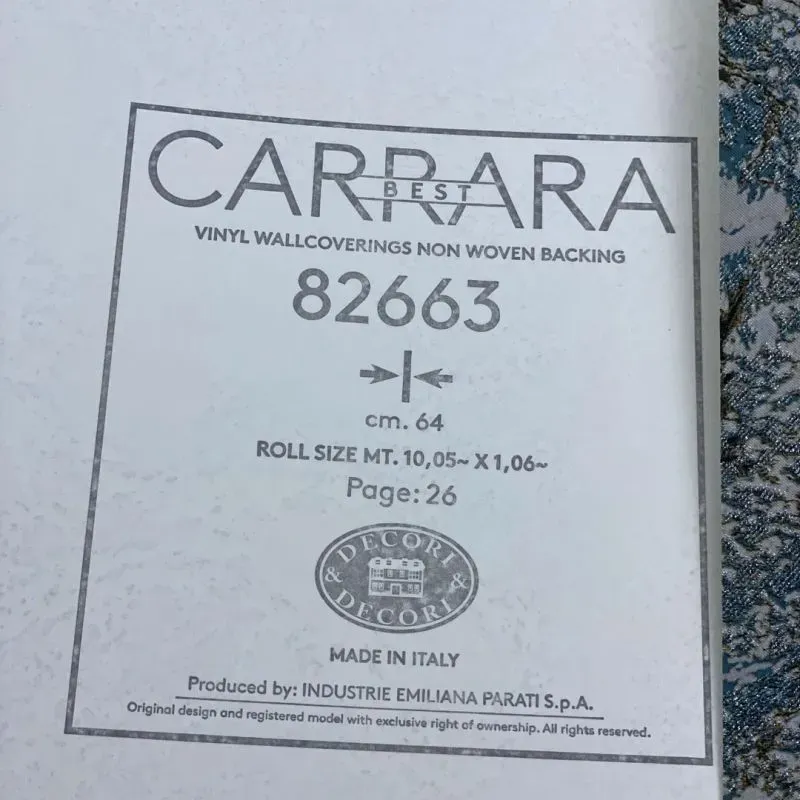 CARRARA
BEST
VINYL WALLCOVERINGS NON WOVEN BACKING
82663
cm. 64
ROLL SIZE MT. 10,05~ X 1,06~
Page: 26
DECORI
& &
DECORI
MADE IN ITALY
Produced by: INDUSTRIE EMILIANA PARATI S.p.A.
Original design and registered model with exclusive right of ownership. All rights reserved.